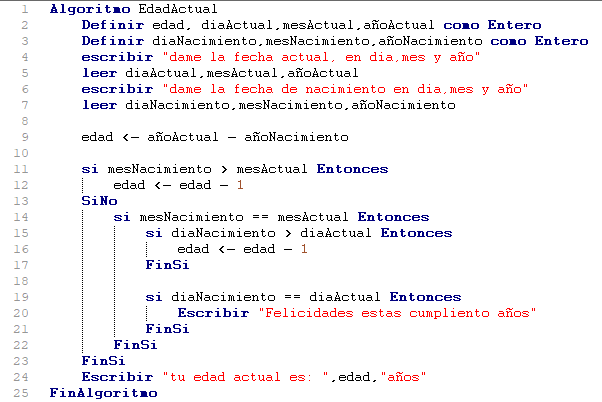 1 Algoritmo EdadActual
2 Definir edad, diaActual,mesActual,añoActual como Entero
3 Definir diaNacimiento,mesNacimiento,añoNacimiento como Entero
4 escribir "dame la fecha actual, en dia,mes y año"
5 leer diaActual,mesActual,añoActual
6 escribir "dame la fecha de nacimiento en dia,mes y año"
7 leer diaNacimiento,mesNacimiento,añoNacimiento
8
9 edad <- añoActual - añoNacimiento
10
11 si mesNacimiento > mesActual Entonces
12 edad <- edad - 1
13 SiNo
14 si mesNacimiento == mesActual Entonces
15 si diaNacimiento > diaActual Entonces
16 edad <- edad - 1
17 FinSi
18
19 si diaNacimiento == diaActual Entonces
20 Escribir "Felicidades estas cumpliento años"
21 FinSi
22 FinSi
23 FinSi
24 Escribir "tu edad actual es: ",edad,"años"
25 FinAlgoritmo